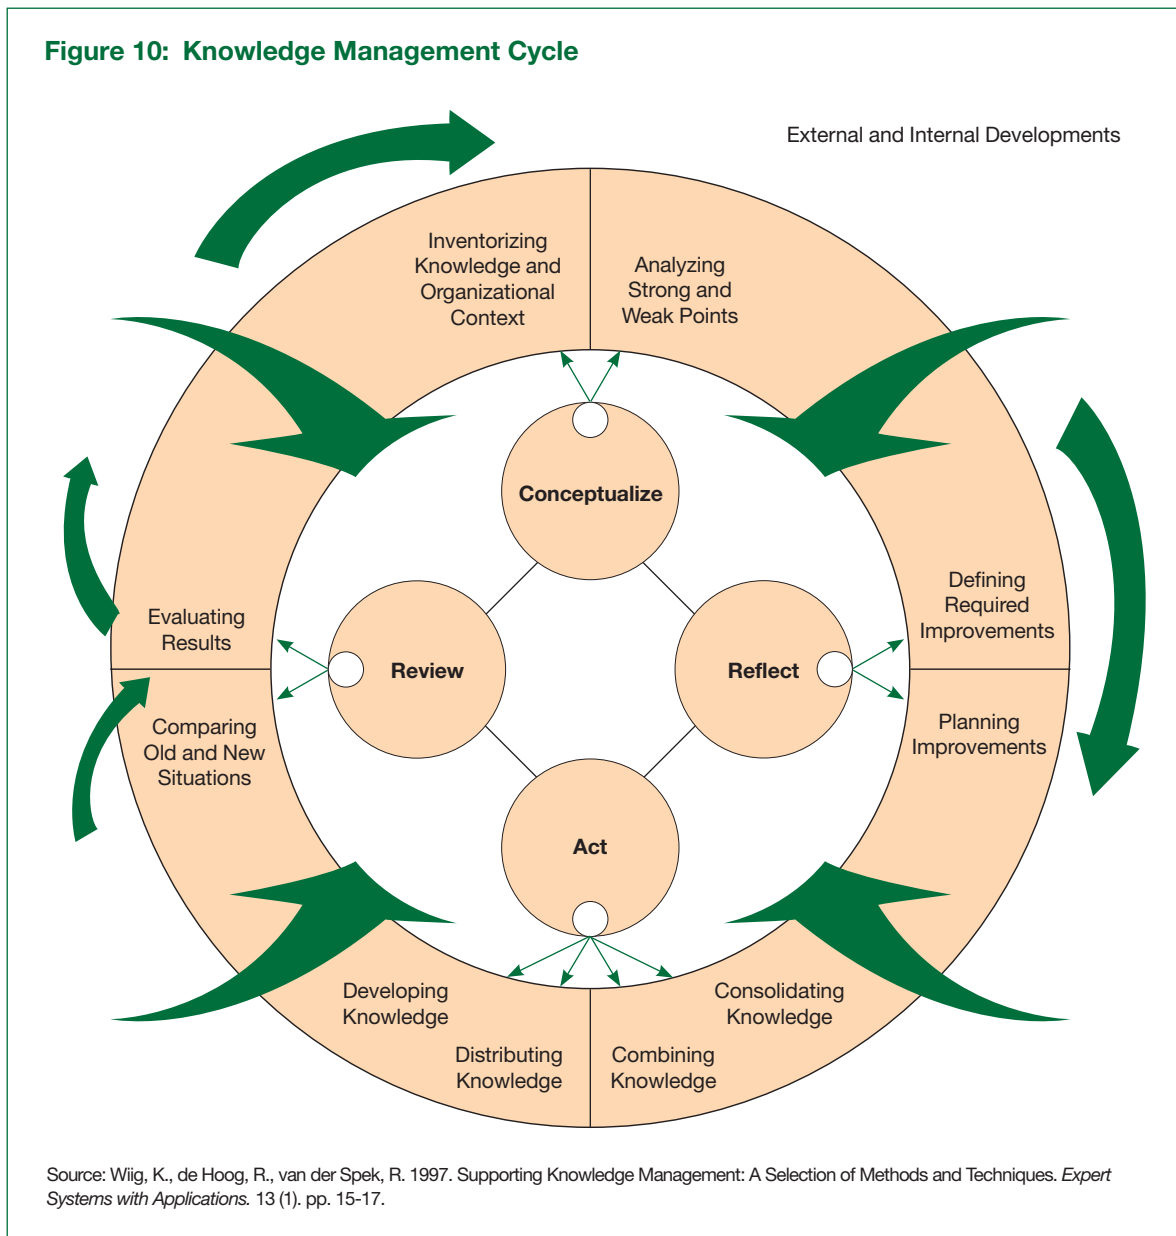 Figure 10: Knowledge Management Cycle
External and Internal Developments
Inventorizing
Knowledge and
Organizational
Context
Analyzing
Strong and
Weak Points
Conceptualize
Evaluating
Results
Review
Reflect
Defining
Required
Improvements
Comparing
Old and New
Situations
Planning
Improvements
Act
Developing
Knowledge
Distributing
Knowledge
Combining
Knowledge
Consolidating
Knowledge
Source: Wiig, K., de Hoog, R., van der Spek, R. 1997. Supporting Knowledge Management: A Selection of Methods and Techniques. Expert
Systems with Applications. 13 (1). pp. 15-17.